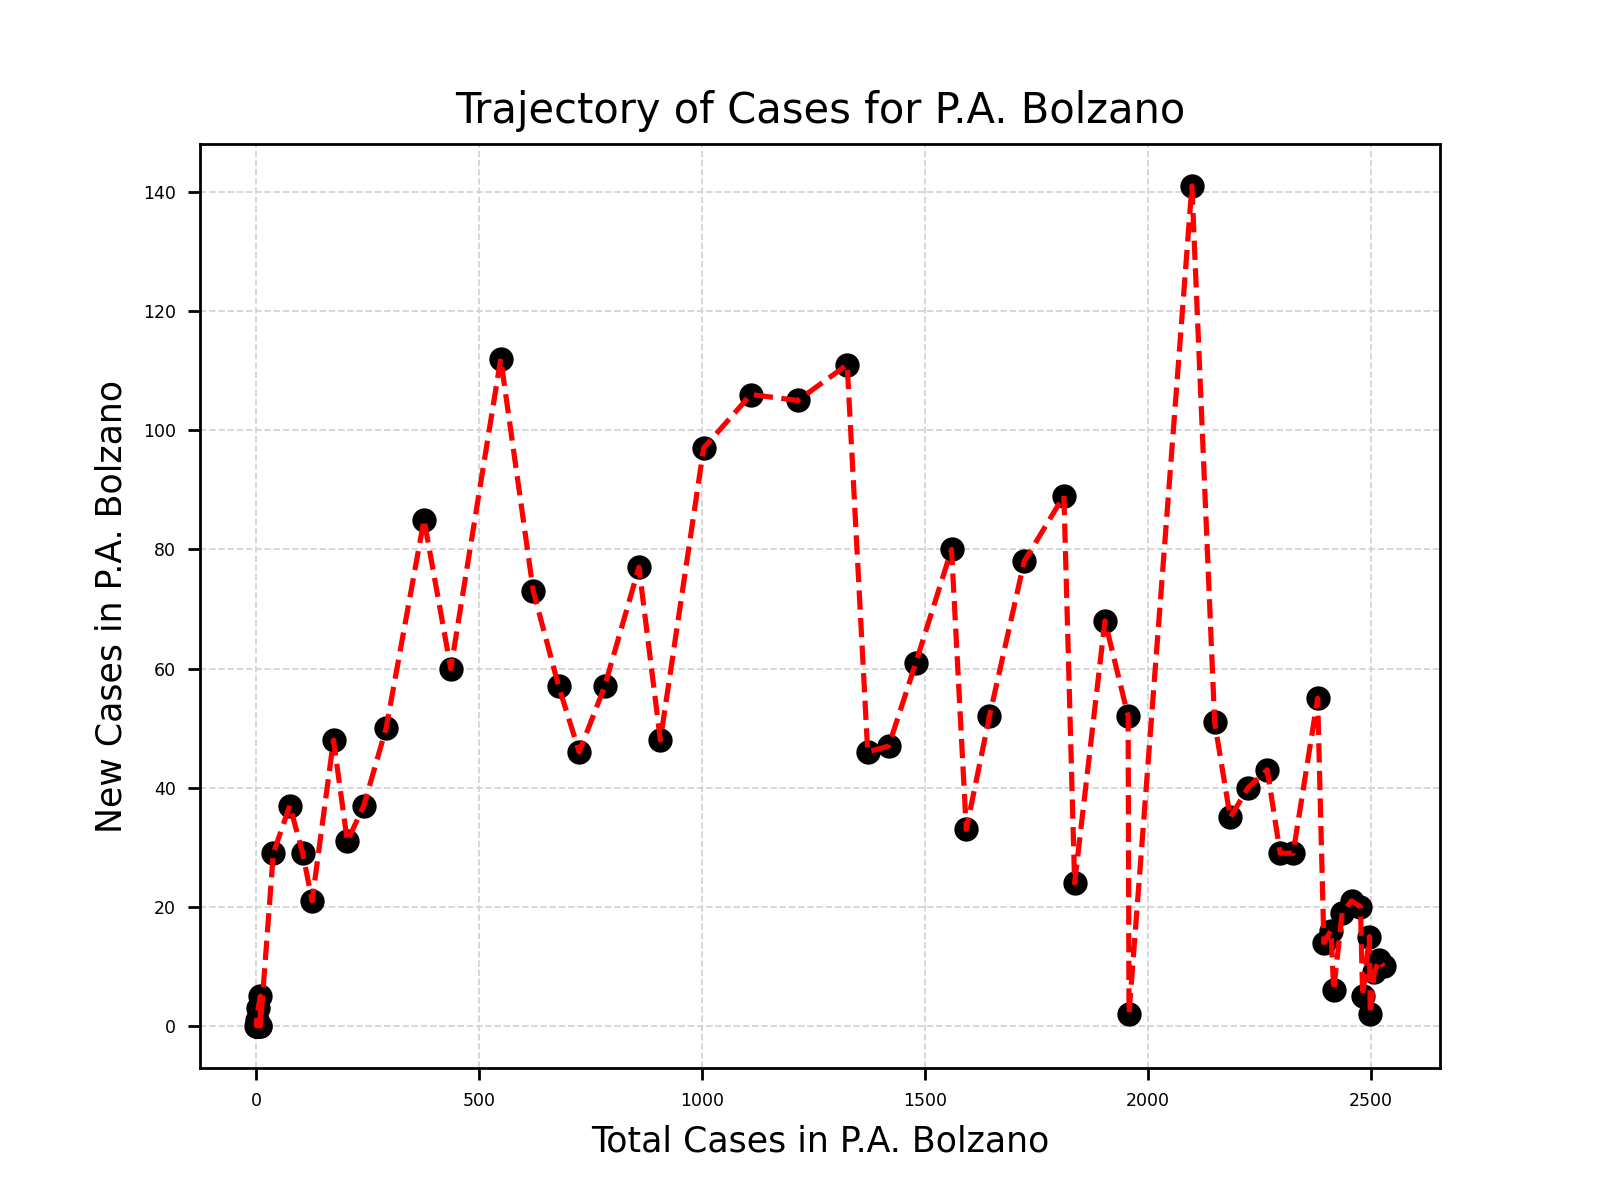 Trajectory of Cases for P.A. Bolzano
New Cases in P.A. Bolzano
140
120
100
80
60
40
20
0
0 500 1000 1500 2000 2500
Total Cases in P.A. Bolzano